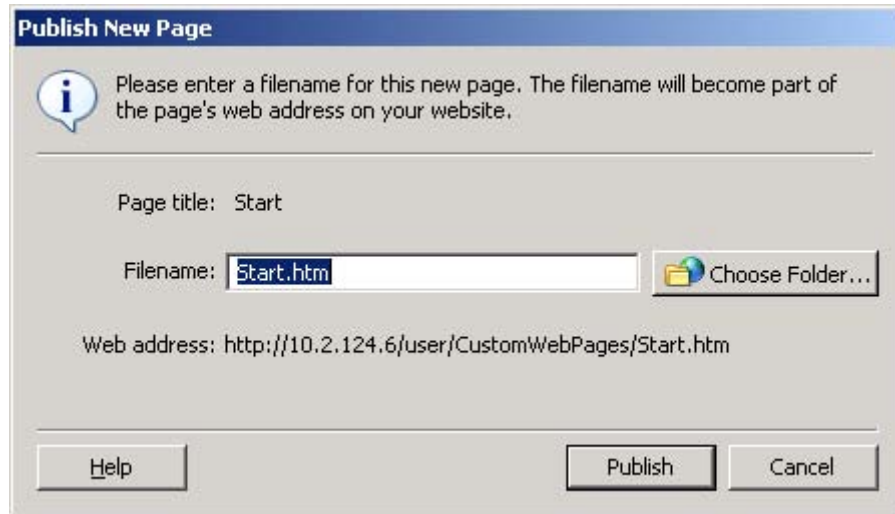 Publish New Page
Please enter a filename for this new page. The filename will become part of
the page's web address on your website.
Page title: Start
Filename: Start.htm Choose Folder...
Web address: http://10.2.124.6/user/CustomWebPages/Start.htm
Help Publish Cancel